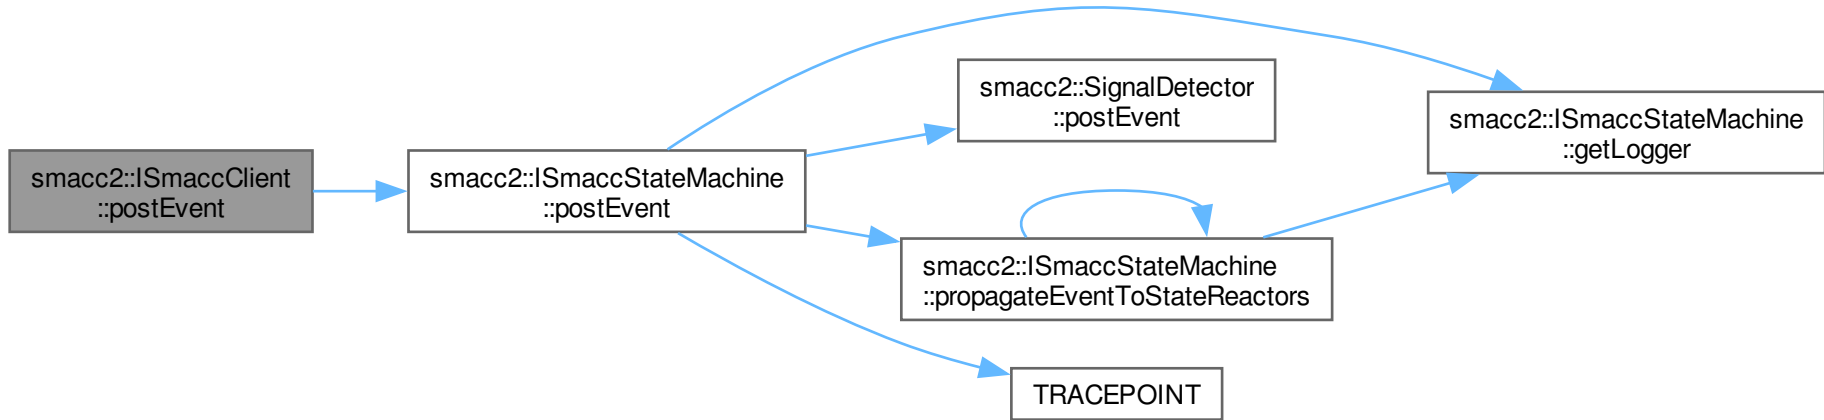 smacc2::ISmaccClient
::postEvent
smacc2::ISmaccStateMachine
::postEvent
smacc2::SignalDetector
::postEvent
smacc2::ISmaccStateMachine
::propagateEventToStateReactors
TRACEPOINT
smacc2::ISmaccStateMachine
::getLogger